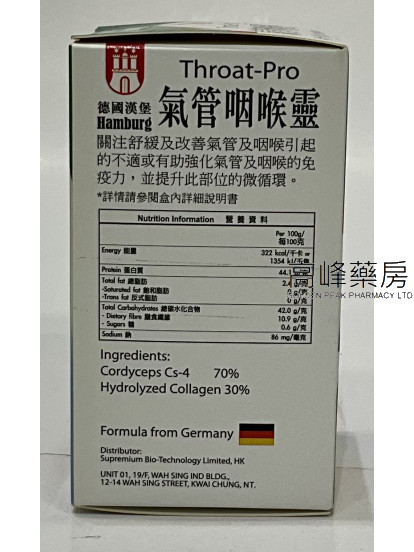 Throat-Pro
德國漢堡
Hamburg
氣管咽喉靈
關注舒緩及改善氣管及咽喉引起
的不適或有助強化氣管及咽喉的免
疫力，並提升此部位的微循環。
*詳情請參閱盒內詳細說明書
Nutrition Information 營養資料
Per 100g/
每100克
Energy 能量 322 kcal/千卡 or
1354 kJ/千焦
Protein 蛋白質 44.1
Total fat 總脂肪
-Saturated fat 飽和脂肪
-Trans fat 反式脂肪
Total Carbohydrates 總碳水化合物 42.0 g/克
- Dietary fibre 膳食纖維 10.9 g/克
- Sugars 糖 0.6 g/克
Sodium 鈉 86 mg/毫克
峰藥房
PEAK PHARMACY LTD
Ingredients:
Cordyceps Cs-4 70%
Hydrolyzed Collagen 30%
Formula from Germany
Distributor:
Supremium Bio-Technology Limited, HK
UNIT 01, 19/F, WAH SING IND BLDG.,
12-14 WAH SING STREET, KWAI CHUNG, NT.